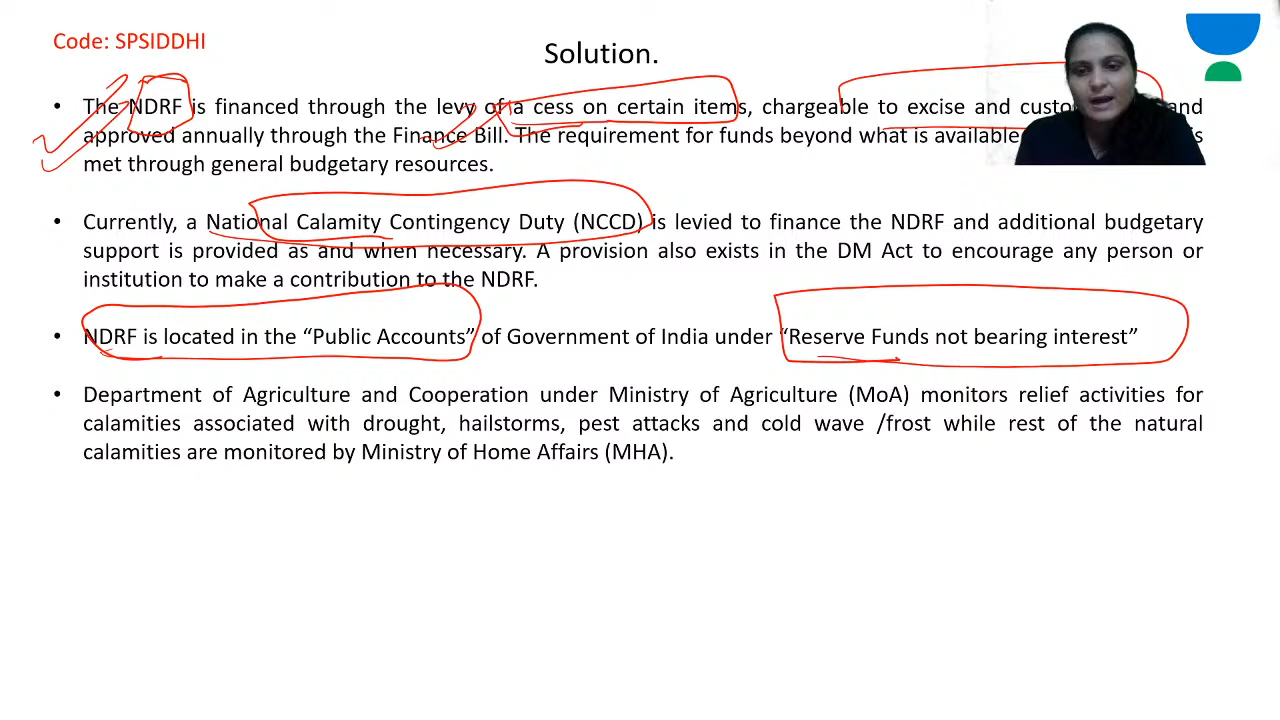 Code: SPSIDDHI
Solution.
• The NDRF is financed through the levy of a cess on certain items, chargeable to excise and and
approved annually through the Finance Bill. The requirement for funds beyond what is available
met through general budgetary resources.
• Currently, a National Calamity Contingency Duty (NCCD) is levied to finance the NDRF and additional budgetary
support is provided as and when necessary. A provision also exists in the DM Act to encourage any person or
institution to make a contribution to the NDRF.
• NDRF is located in the “Public Accounts” of Government of India under “Reserve Funds not bearing interest”
• Department of Agriculture and Cooperation under Ministry of Agriculture (MoA) monitors relief activities for
calamities associated with drought, hailstorms, pest attacks and cold wave /frost while rest of the natural
calamities are monitored by Ministry of Home Affairs (MHA).